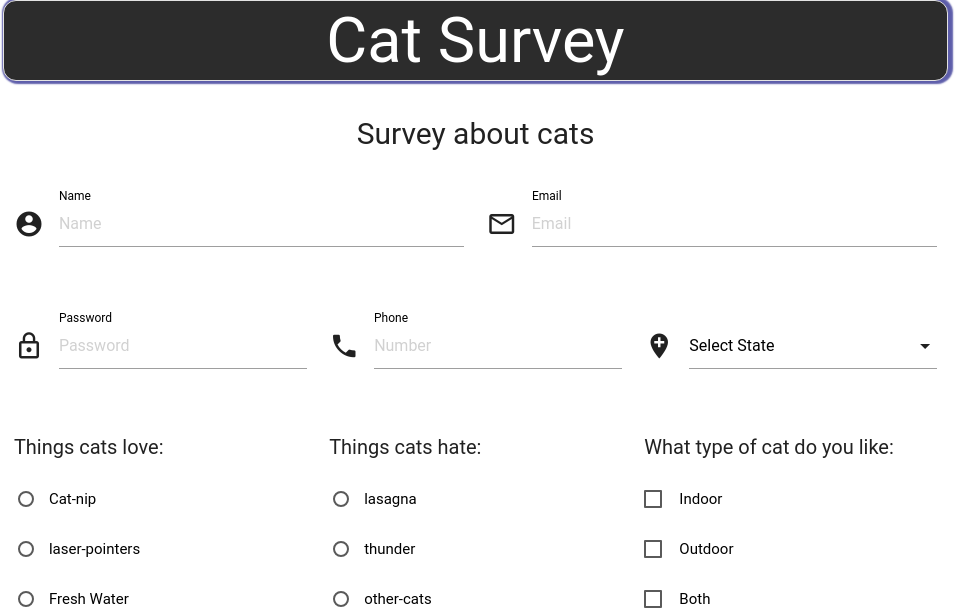 Cat Survey
Survey about cats
Name
Name
Email
Email
Password
Password
Phone
Number
Select State
Things cats love:
Cat-nip
laser-pointers
Fresh Water
Things cats hate:
lasagna
thunder
other-cats
What type of cat do you like:
Indoor
Outdoor
Both